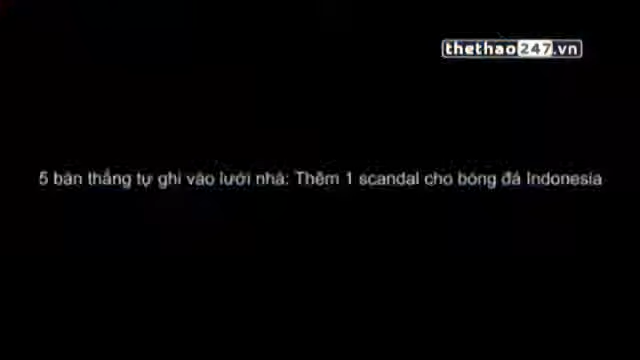 thethao247.vn
5 bàn thắng tự ghi vào lưới nhà: Thêm 1 scandal cho bóng đá Indonesia